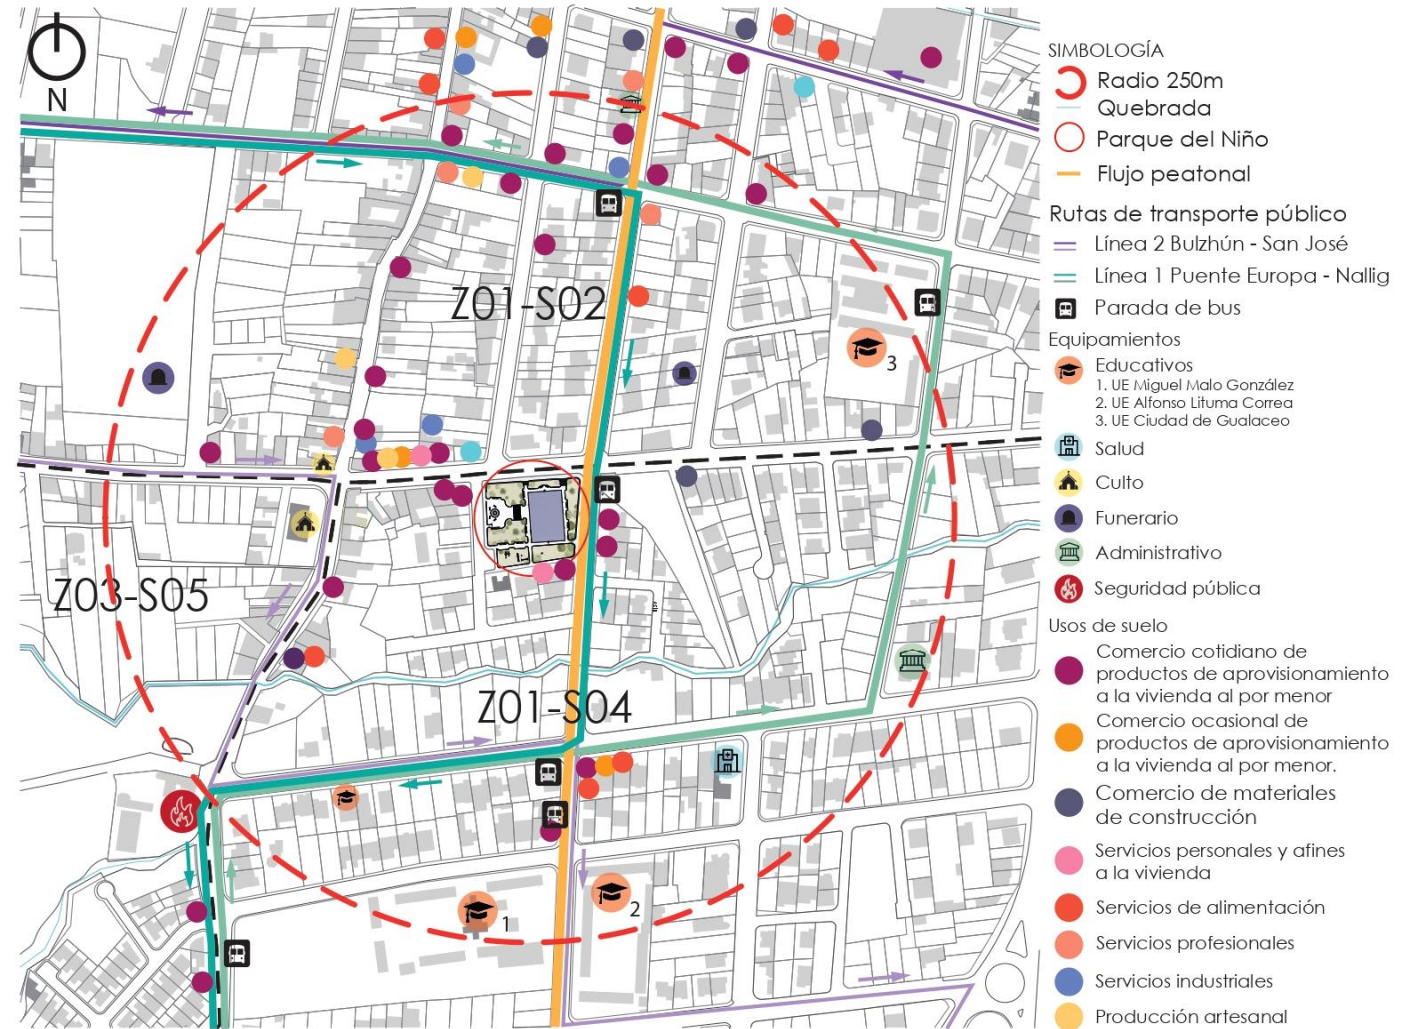 N
Z01-S02
3
Z03-S05
Z01-S04
1
2
SIMBOLOGÍA
Radio 250m
Quebrada
Parque del Niño
Flujo peatonal
Rutas de transporte público
Línea 2 Bulzhún - San José
Línea 1 Puente Europa - Nallig
Parada de bus
Equipamientos
Educativos
1. UE Miguel Malo González
2. UE Alfonso Lituma Correa
3. UE Ciudad de Gualaceo
Salud
Culto
Funerario
Administrativo
Seguridad pública
Usos de suelo
Comercio cotidiano de
productos de aprovisionamiento
a la vivienda al por menor
Comercio ocasional de
productos de aprovisionamiento
a la vivienda al por menor.
Comercio de materiales
de construcción
Servicios personales y afines
a la vivienda
Servicios de alimentación
Servicios profesionales
Servicios industriales
Producción artesanal